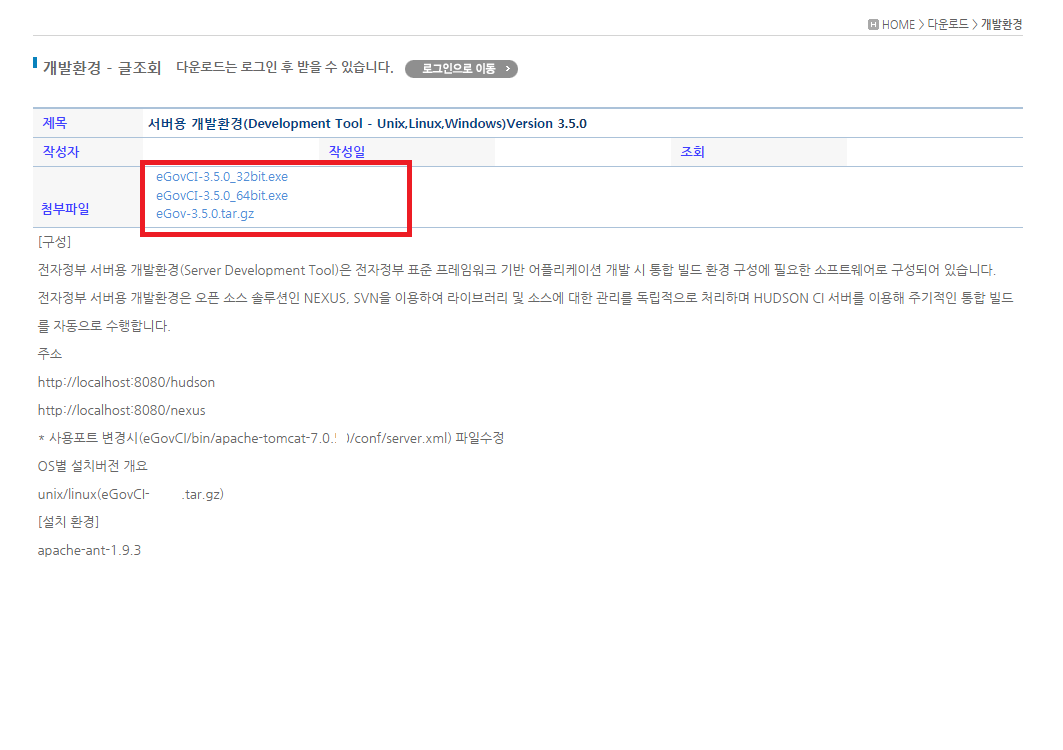 H HOME > 다운로드 > 개발환경
개발환경 - 글조회 다운로드는 로그인 후 받을 수 있습니다. 로그인으로 이동 >
제목 서버용 개발환경(Development Tool - Unix,Linux,Windows)Version 3.5.0
작성자 작성일 조회
첨부파일
eGovCI-3.5.0_32bit.exe
eGovCI-3.5.0_64bit.exe
eGov-3.5.0.tar.gz
[구성]
전자정부 서버용 개발환경(Server Development Tool)은 전자정부 표준 프레임워크 기반 어플리케이션 개발 시 통합 빌드 환경 구성에 필요한 소프트웨어로 구성되어 있습니다.
전자정부 서버용 개발환경은 오픈 소스 솔루션인 NEXUS, SVN을 이용하여 라이브러리 및 소스에 대한 관리를 독립적으로 처리하며 HUDSON CI 서버를 이용해 주기적인 통합 빌드
를 자동으로 수행합니다.
주소
http://localhost:8080/hudson
http://localhost:8080/nexus
* 사용포트 변경시(eGovCI/bin/apache-tomcat-7.0. )/conf/server.xml) 파일수정
OS별 설치버전 개요
unix/linux(eGovCI- .tar.gz)
[설치 환경]
apache-ant-1.9.3